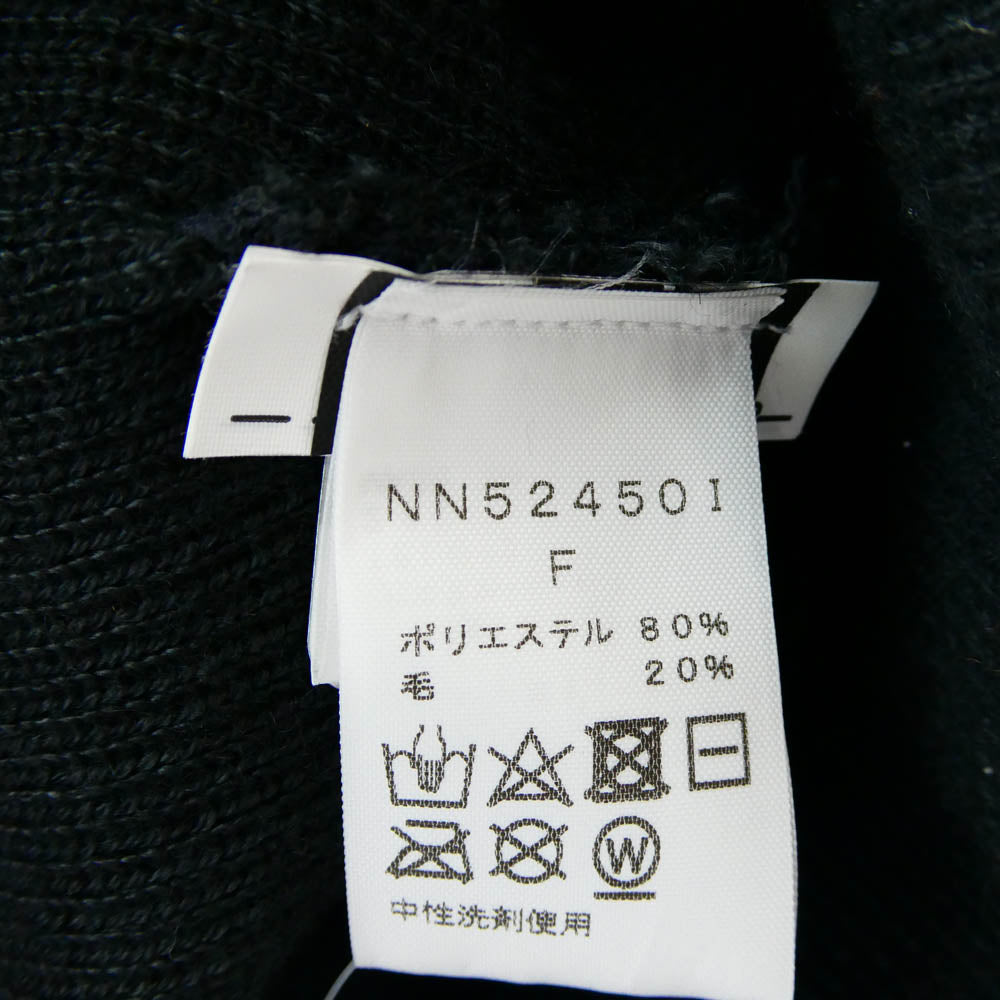 NN52450I
F
ポリエステル 80%
毛 20%
W
中性洗剤使用